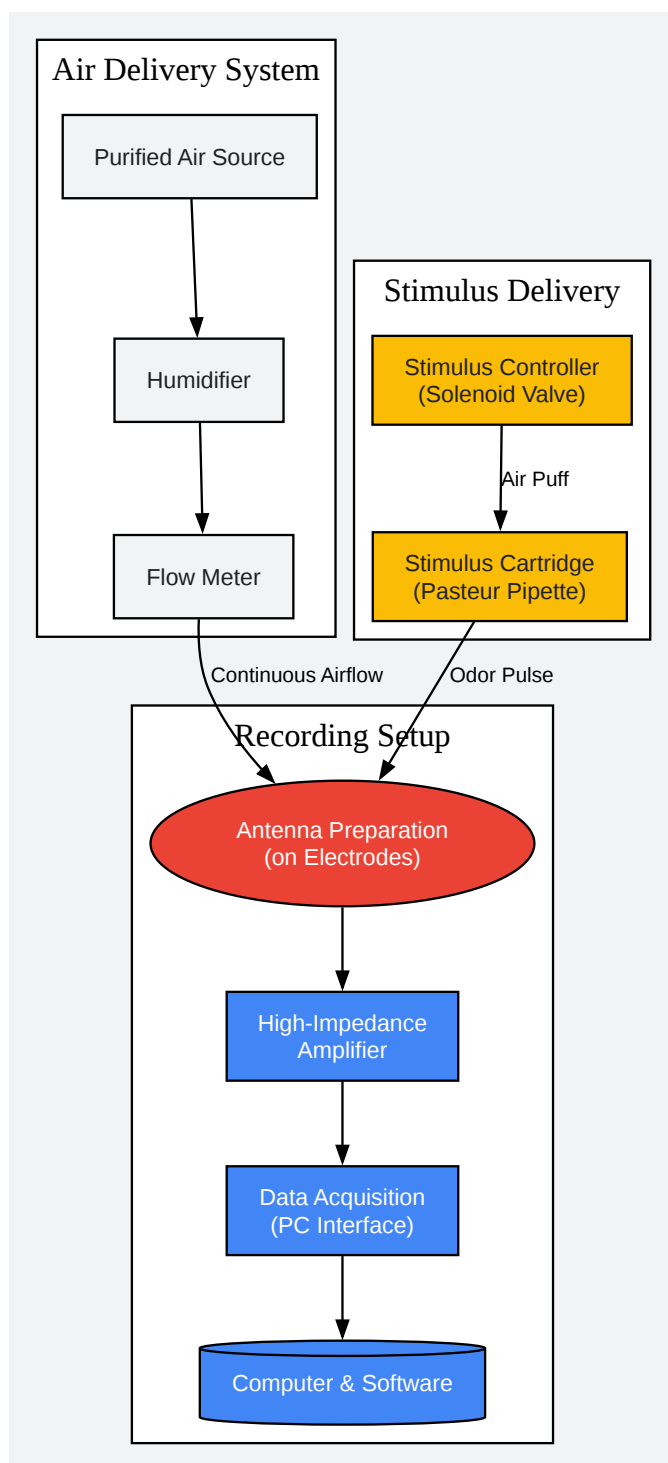 Air Delivery System
Purified Air Source
Humidifier
Flow Meter
Stimulus Delivery
Stimulus Controller
(Solenoid Valve)
Air Puff
Stimulus Cartridge
(Pasteur Pipette)
Continuous Airflow
Odor Pulse
Recording Setup
Antenna Preparation
(on Electrodes)
High-Impedance
Amplifier
Data Acquisition
(PC Interface)
Computer & Software